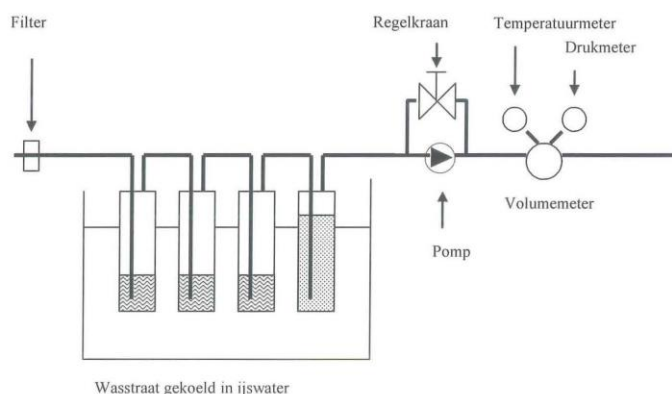 Filter
Regelkraan
Temperatuurmeter
Drukmeter
Volumemeter
Pomp
Wasstraat gekoeld in ijswater